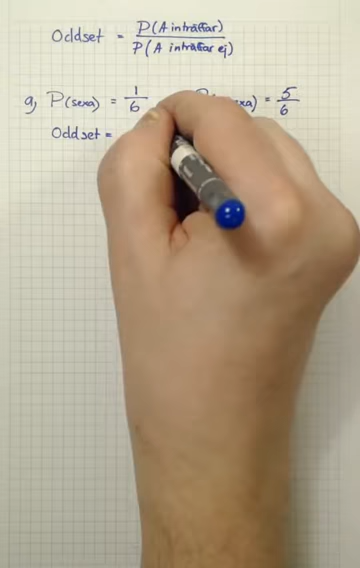 Oddset = P(A inträffar)
P(A inträffar ej)
a) P(sexa) = 1/6 = 5/6
Oddset =